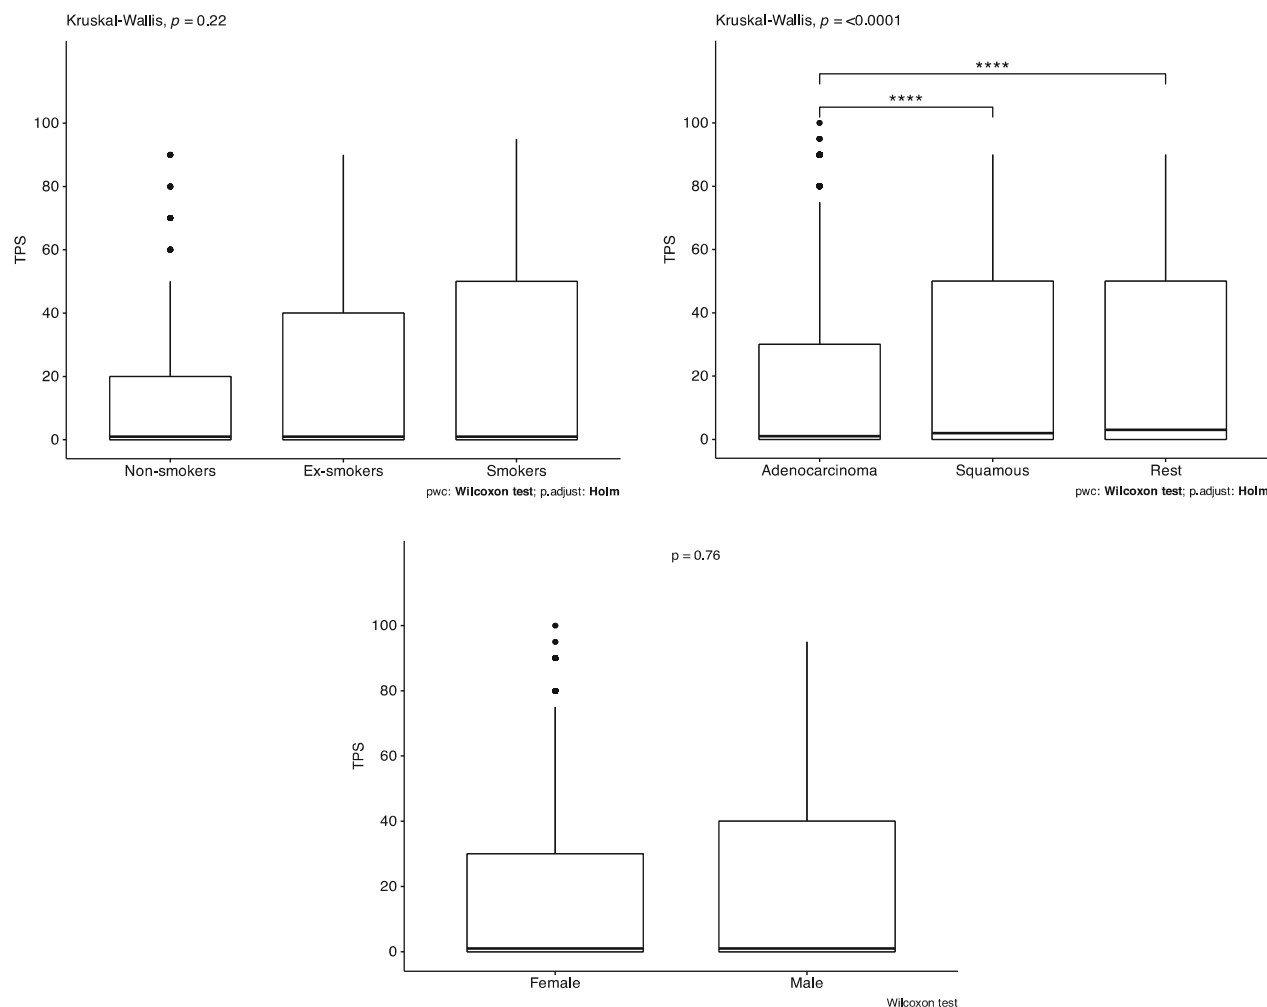 Kruskal-Wallis, p = 0.22
TPS
100
80
60
40
20
0
Non-smokers Ex-smokers Smokers
pwc: Wilcoxon test; p.adjust: Holm
Kruskal-Wallis, p = <0.0001
****
****
TPS
100
80
60
40
20
0
Adenocarcinoma Squamous Rest
pwc: Wilcoxon test; p.adjust: Holm
p = 0.76
TPS
100
80
60
40
20
0
Female Male
Wilcoxon test